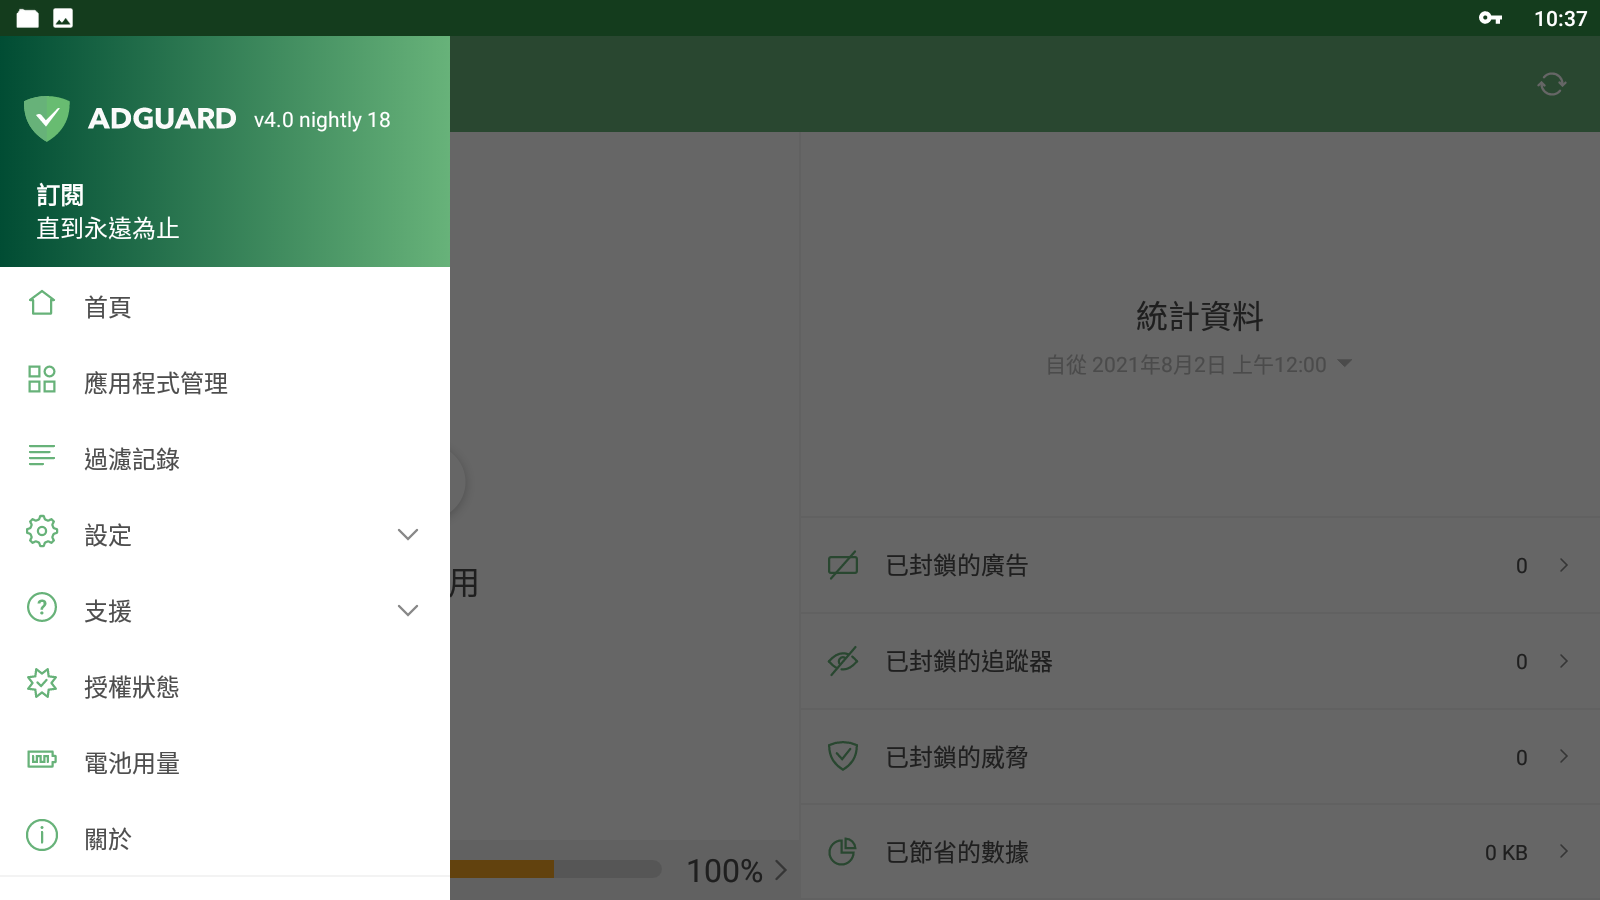 10:37
ADGUARD v4.0 nightly 18
訂閱
直到永遠為止
首頁
應用程式管理
過濾記錄
設定
支援
授權狀態
電池用量
關於
用
100%
統計資料
自從 2021年8月2日 上午12:00
已封鎖的廣告 0
已封鎖的追蹤器 0
已封鎖的威脅 0
已節省的數據 0 KB